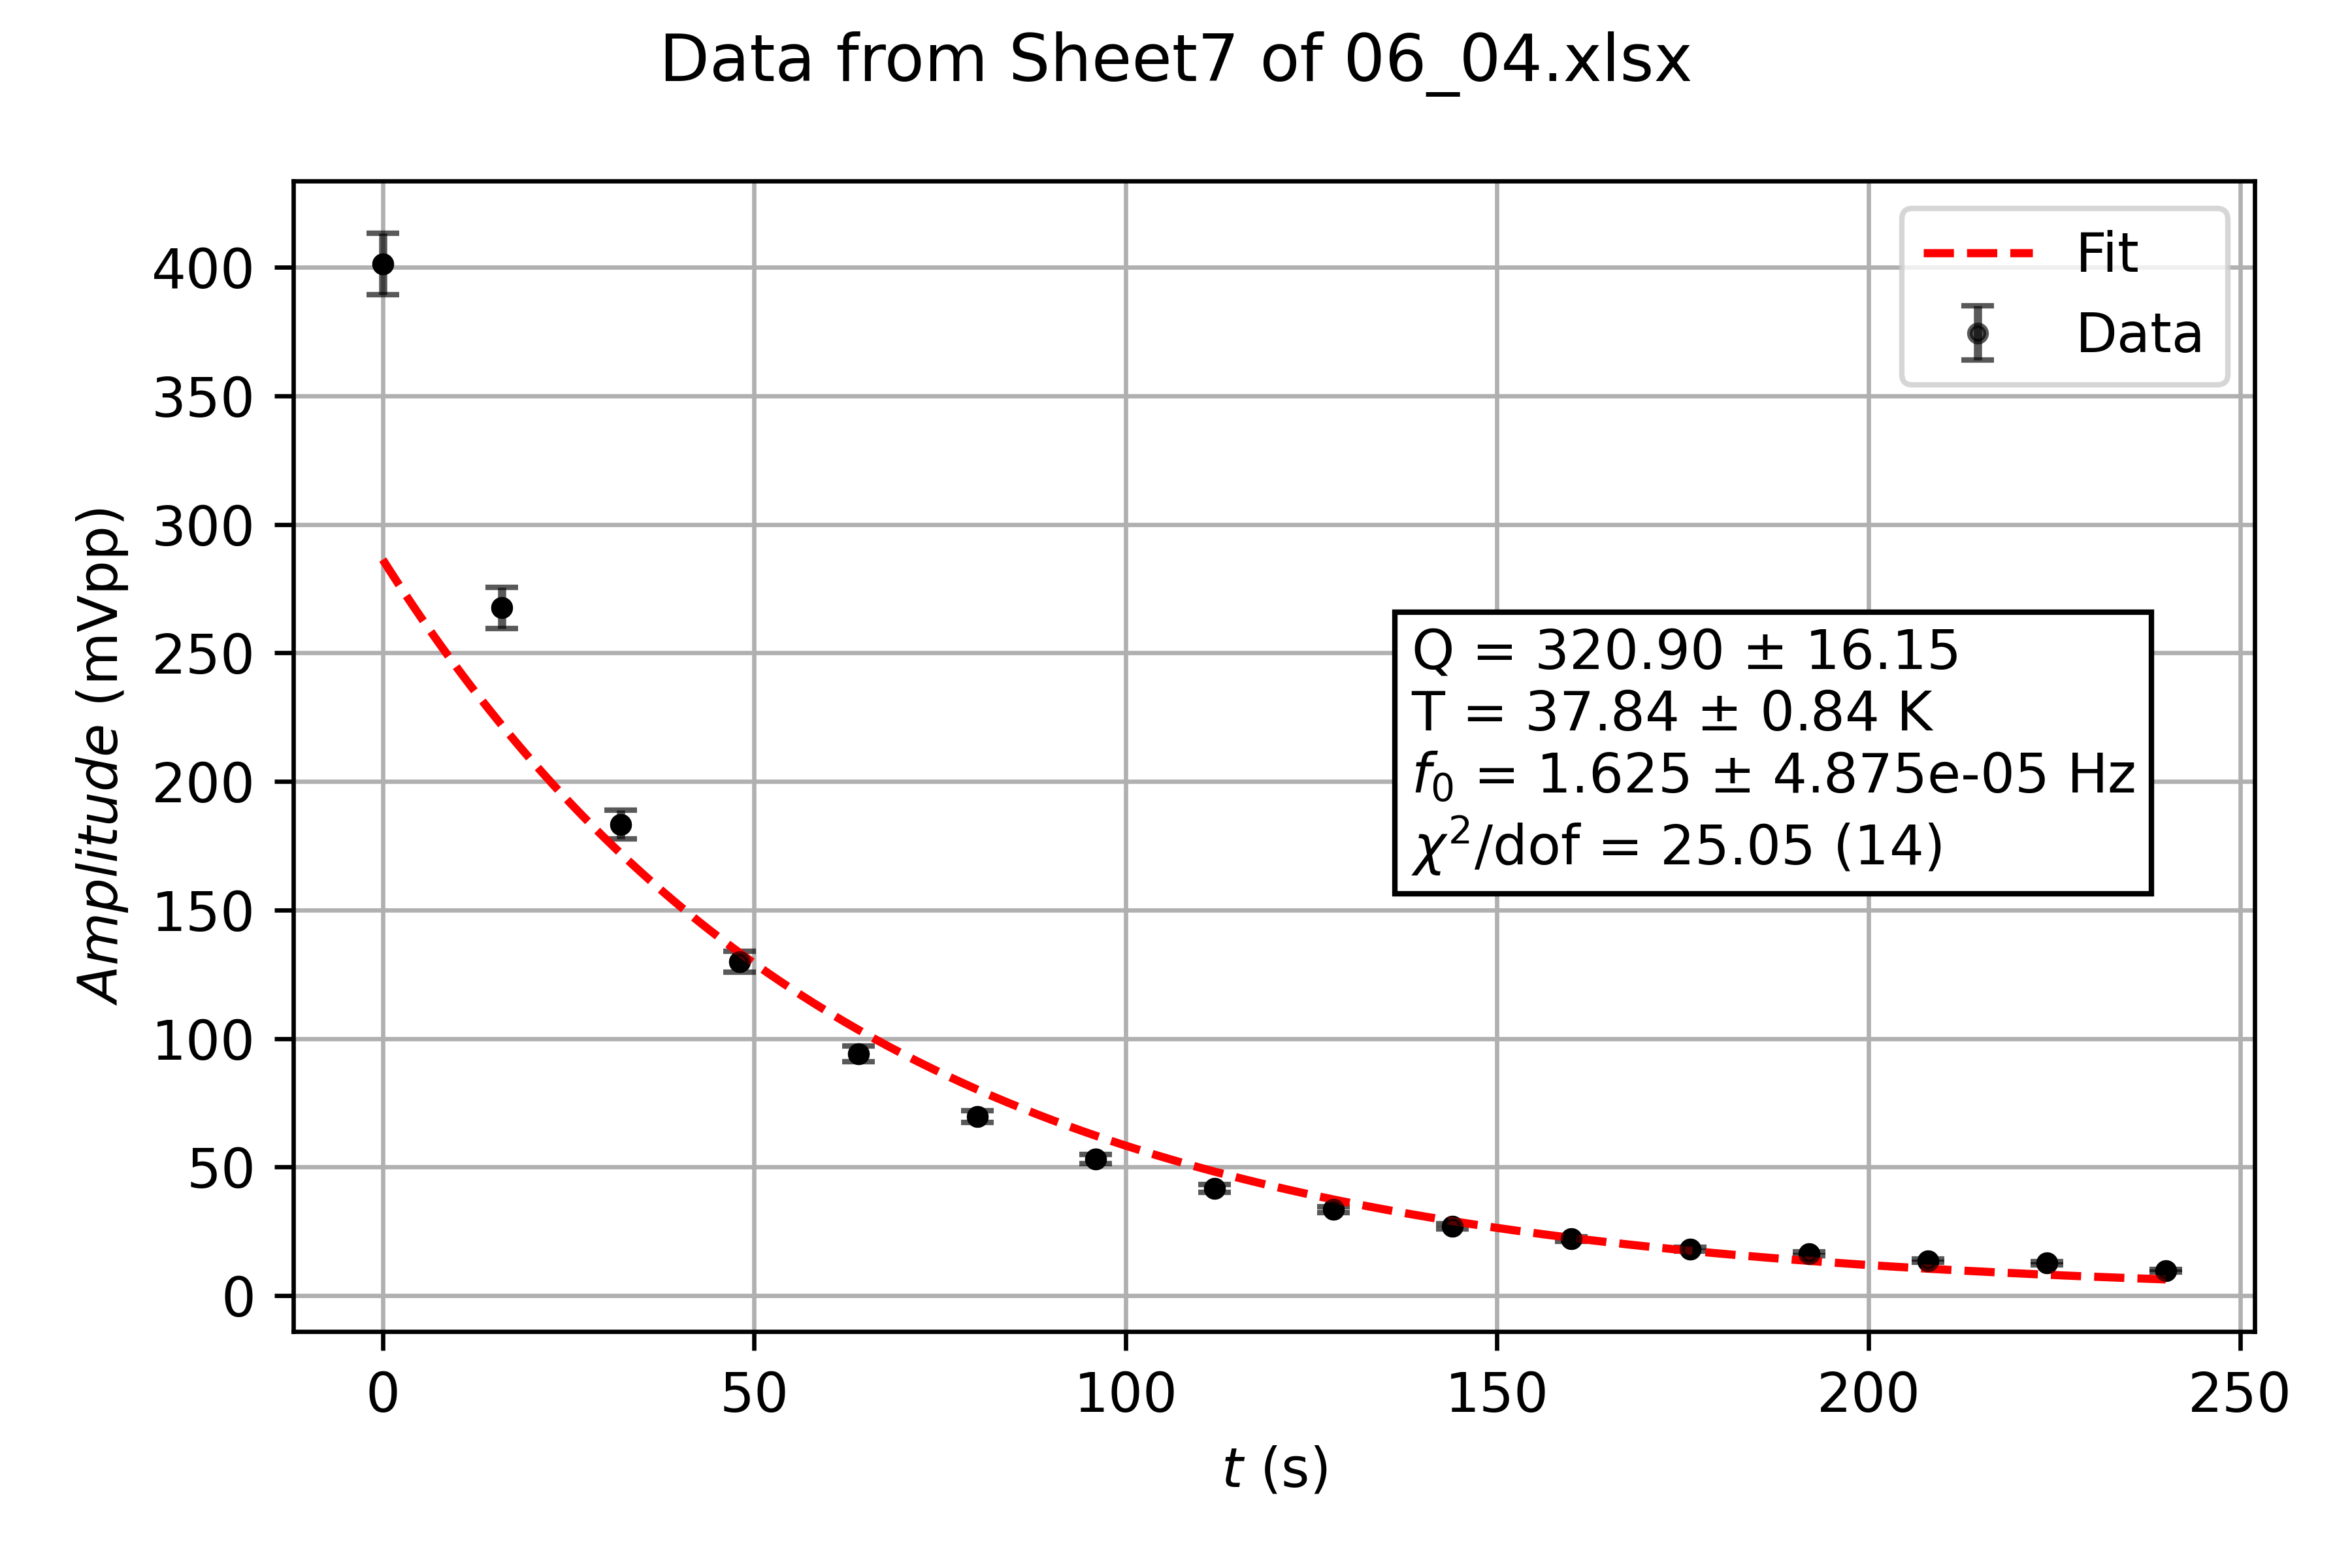 Data from Sheet7 of 06_04.xlsx
Amplitude (mVpp)
400
350
300
250
200
150
100
50
0
Fit
Data
Q = 320.90 ± 16.15
T = 37.84 ± 0.84 K
f₀ = 1.625 ± 4.875e-05 Hz
χ²/dof = 25.05 (14)
0 50 100 150 200 250
t (s)